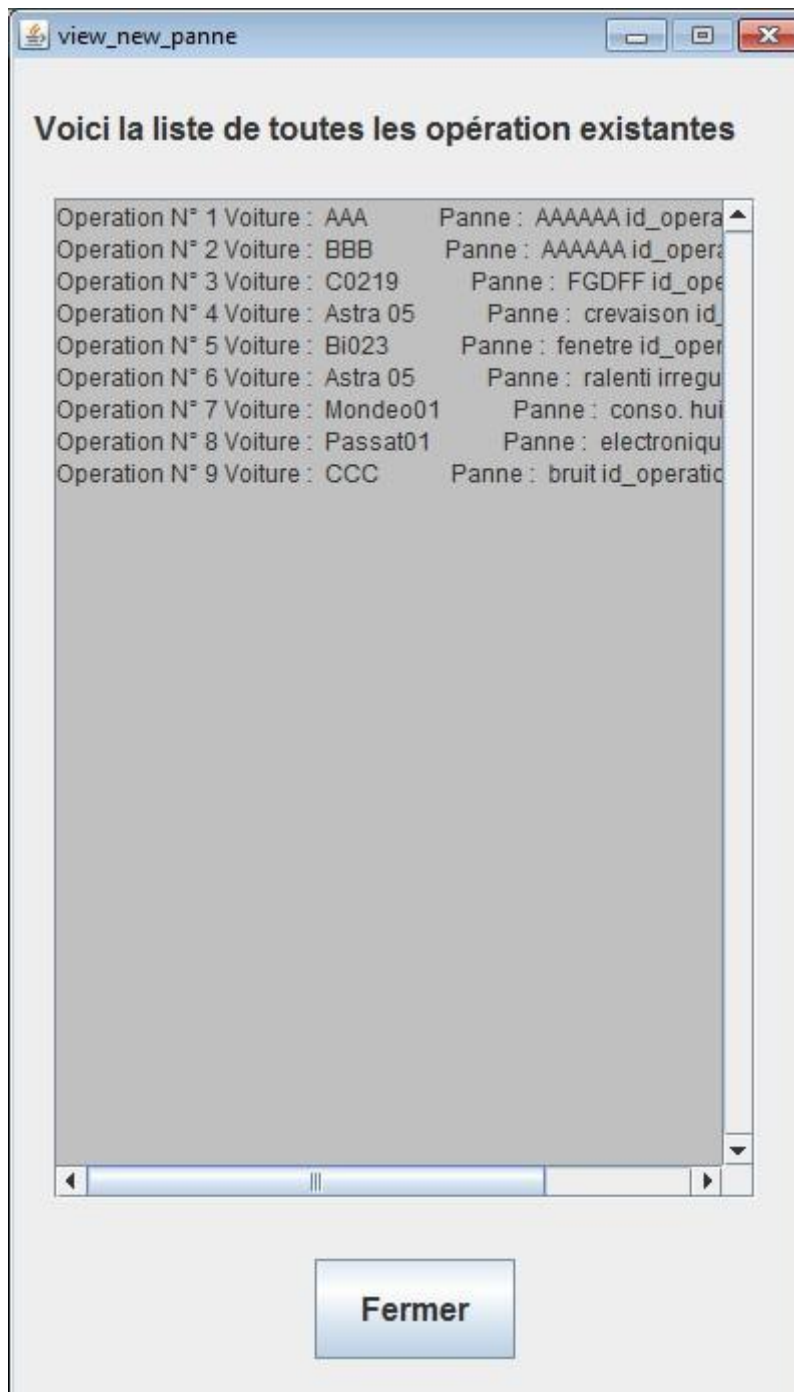 view_new_panne
Voici la liste de toutes les opération existantes
Operation N° 1 Voiture : AAA Panne : AAAAAA id_opera
Operation N° 2 Voiture : BBB Panne : AAAAAA id_opera
Operation N° 3 Voiture : C0219 Panne : FGDFF id_ope
Operation N° 4 Voiture : Astra 05 Panne : crevaison id_
Operation N° 5 Voiture : Bi023 Panne : fenetre id_oper
Operation N° 6 Voiture : Astra 05 Panne : ralenti irregu
Operation N° 7 Voiture : Mondeo01 Panne : conso. hui
Operation N° 8 Voiture : Passat01 Panne : electroniqu
Operation N° 9 Voiture : CCC Panne : bruit id_operatio
Fermer